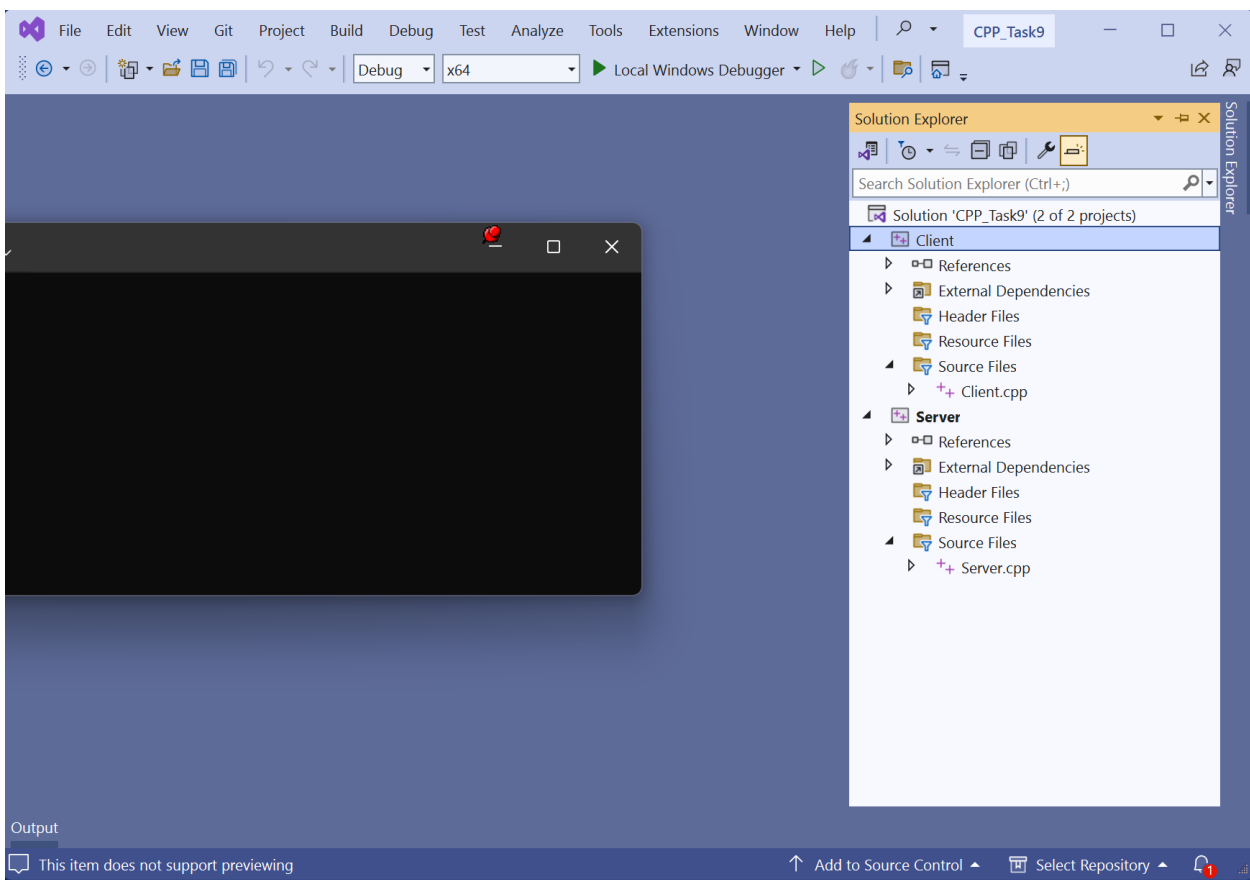 File Edit View Git Project Build Debug Test Analyze Tools Extensions Window Help CPP_Task9
Debug x64 Local Windows Debugger
Solution Explorer
Solution Explorer
Search Solution Explorer (Ctrl+;)
Solution 'CPP_Task9' (2 of 2 projects)
Client
References
External Dependencies
Header Files
Resource Files
Source Files
Client.cpp
Server
References
External Dependencies
Header Files
Resource Files
Source Files
Server.cpp
Output
This item does not support previewing Add to Source Control Select Repository 1